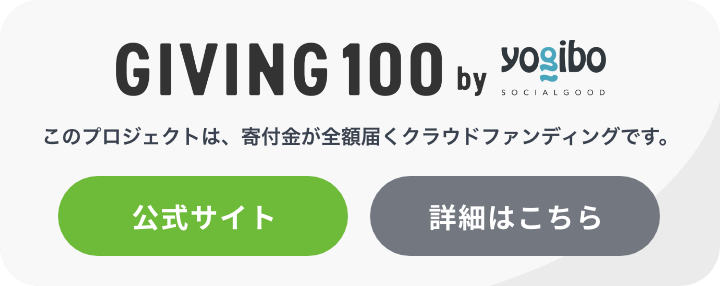 GIVING 100 by yogibo
SOCIALGOOD
このプロジェクトは、寄付金が全額届くクラウドファンディングです。
公式サイト
詳細はこちら